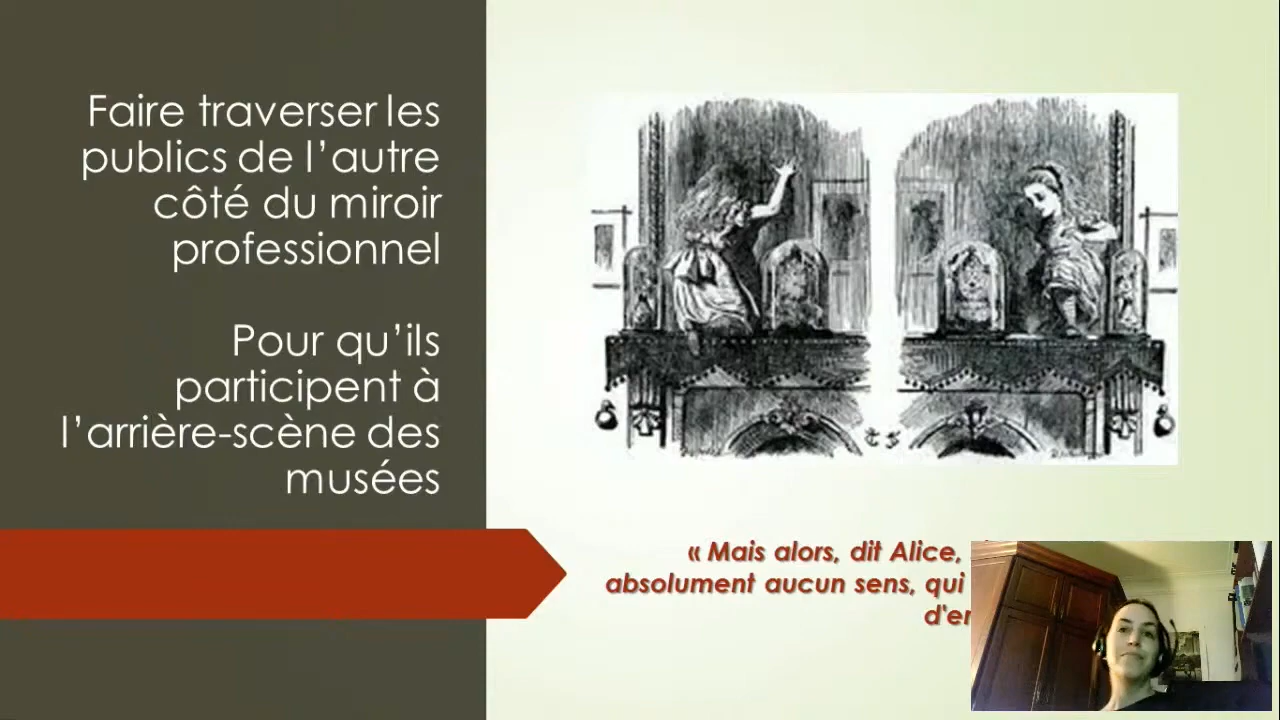 Faire traverser les
publics de l’autre
côté du miroir
professionnel
Pour qu’ils
participent à
l’arrière-scène des
musées
« Mais alors, dit Alice,
absolument aucun sens, qui